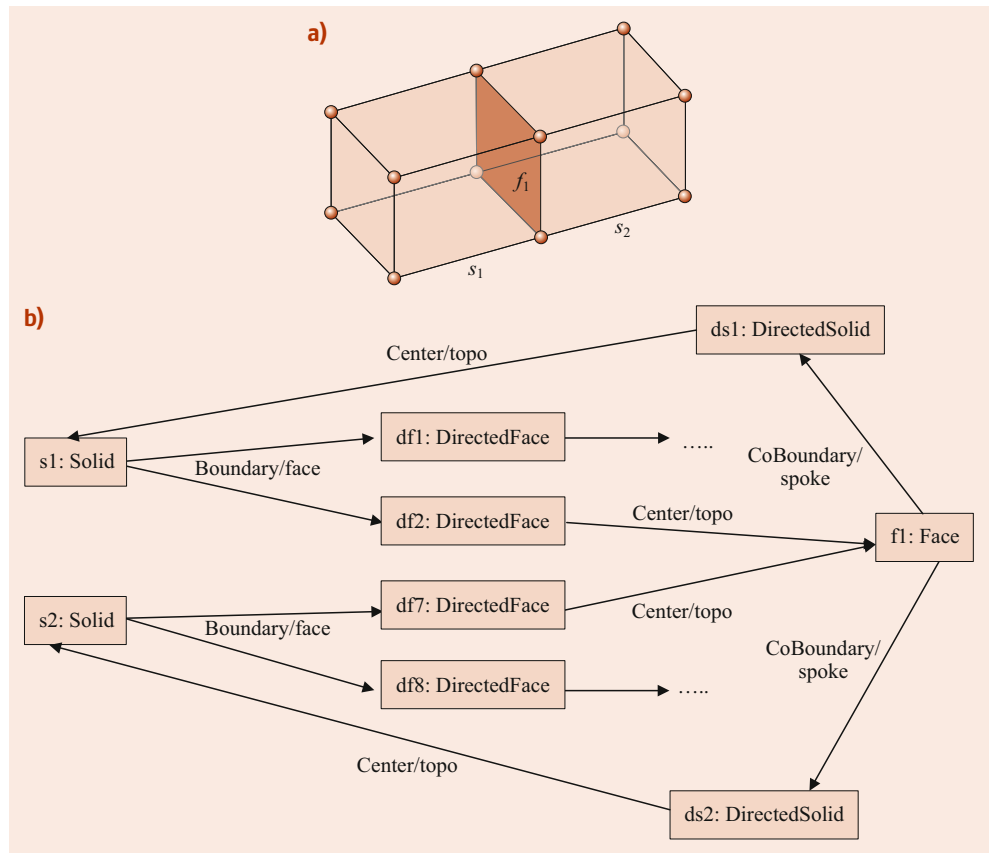 a)
f1
s2
s1
b)
ds1: DirectedSolid
Center/topo
df1: DirectedFace
.....
s1: Solid
Boundary/face
CoBoundary/
spoke
df2: DirectedFace
Center/topo
f1: Face
df7: DirectedFace
Center/topo
s2: Solid
Boundary/face
CoBoundary/
spoke
df8: DirectedFace
.....
Center/topo
ds2: DirectedSolid